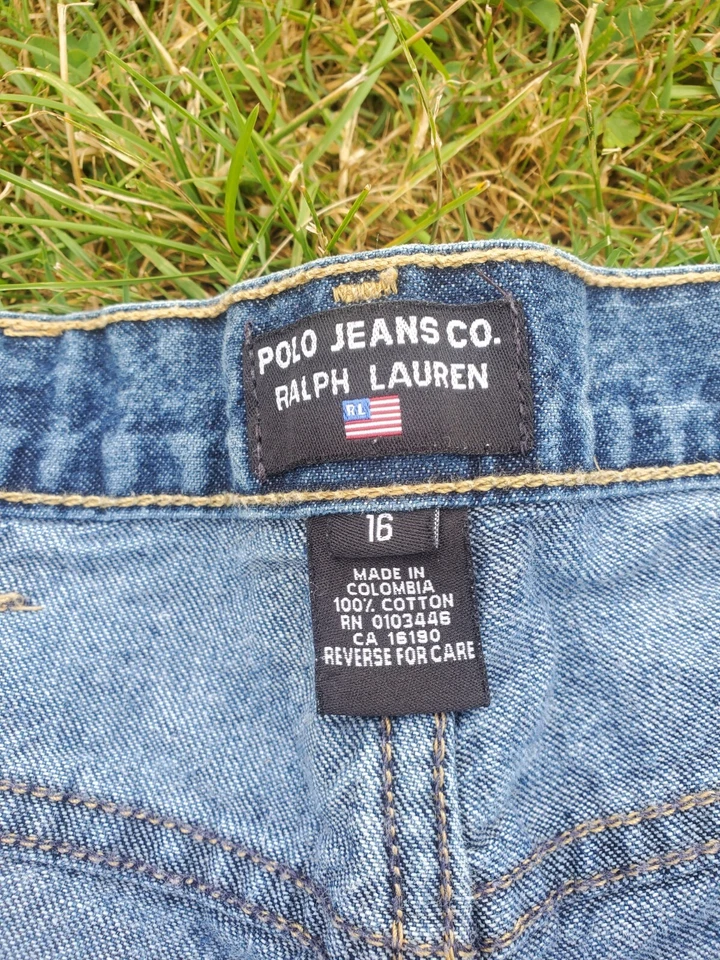 POLO JEANS CO.
RALPH LAUREN
RL
16
MADE IN
COLOMBIA
100% COTTON
RN 0103446
CA 16190
REVERSE FOR CARE